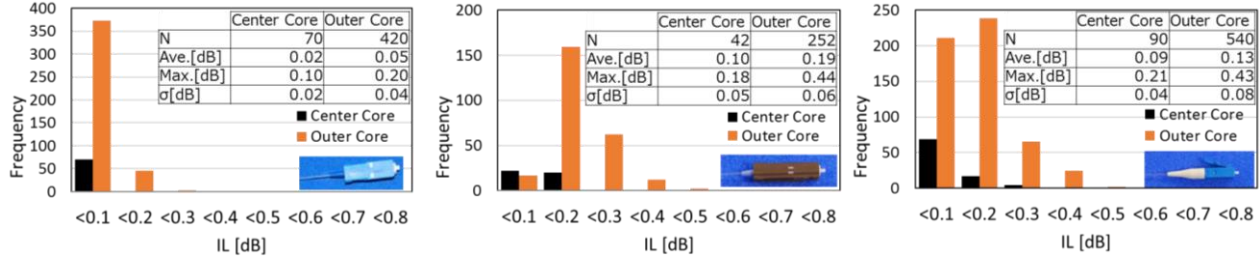 Center Core Outer Core
N 70 420
Ave.[dB] 0.02 0.05
Max.[dB] 0.10 0.20
σ[dB] 0.02 0.04
400
350
300
250
200
150
100
50
0
Frequency
Center Core
Outer Core
<0.1 <0.2 <0.3 <0.4 <0.5 <0.6 <0.7 <0.8
IL [dB]
Center Core Outer Core
N 42 252
Ave.[dB] 0.10 0.19
Max.[dB] 0.18 0.44
σ[dB] 0.05 0.06
200
150
100
50
0
Frequency
Center Core
Outer Core
<0.1 <0.2 <0.3 <0.4 <0.5 <0.6 <0.7 <0.8
IL [dB]
Center Core Outer Core
N 90 540
Ave.[dB] 0.09 0.13
Max.[dB] 0.21 0.43
σ[dB] 0.04 0.08
250
200
150
100
50
0
Frequency
Center Core
Outer Core
<0.1 <0.2 <0.3 <0.4 <0.5 <0.6 <0.7 <0.8
IL [dB]